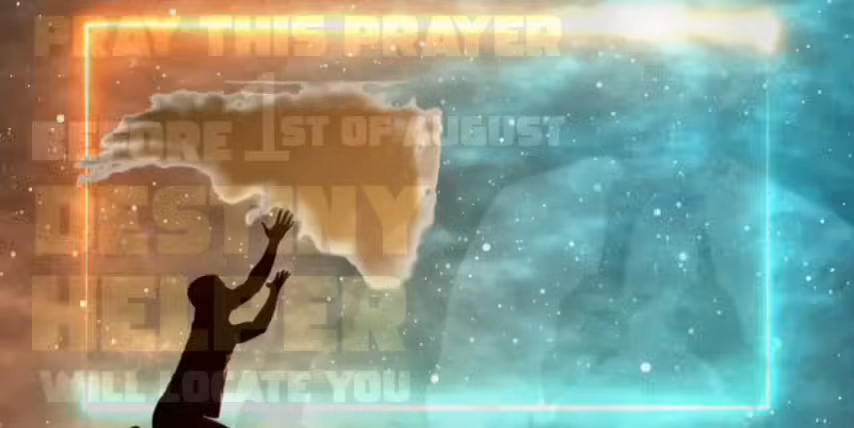 PRAY THIS PRAYER
BEFORE 1ST OF AUGUST
DESTINY
HELPER
WILL LOCATE YOU